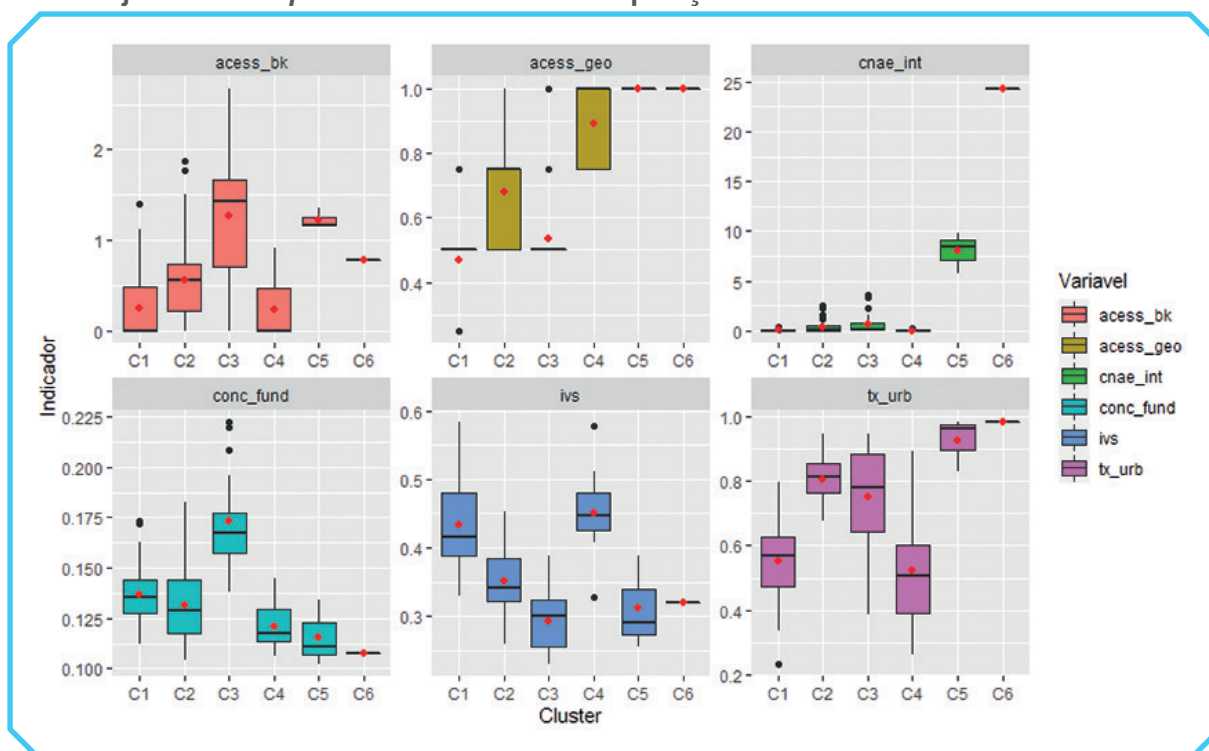 acess_bk
acess_geo
cnae_int
2
1
0
1.0
0.8
0.6
0.4
25
20
15
10
5
0
C1 C2 C3 C4 C5 C6
C1 C2 C3 C4 C5 C6
C1 C2 C3 C4 C5 C6
Indicador
conc_fund
ivs
tx_urb
0.225
0.200
0.175
0.150
0.125
0.100
0.6
0.5
0.4
0.3
1.0
0.8
0.6
0.4
0.2
C1 C2 C3 C4 C5 C6
C1 C2 C3 C4 C5 C6
C1 C2 C3 C4 C5 C6
Cluster
Variavel
acess_bk
acess_geo
cnae_int
conc_fund
ivs
tx_urb